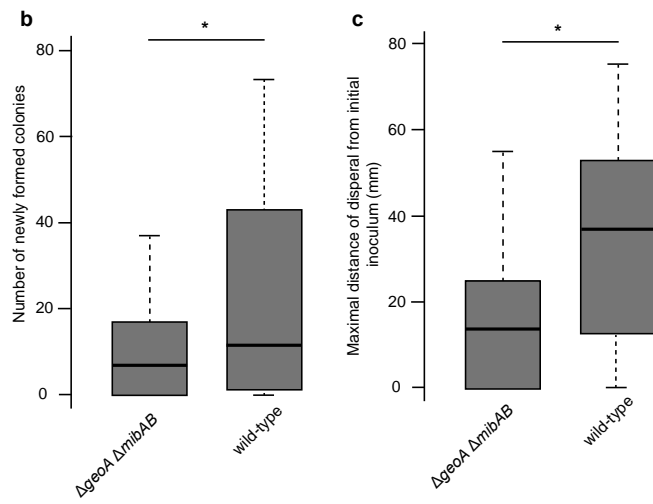 b
Number of newly formed colonies
80
60
40
20
0
*
ΔgeoA ΔmibAB
wild-type
c
Maximal distance of disperal from initial
inoculum (mm)
80
60
40
20
0
*
ΔgeoA ΔmibAB
wild-type